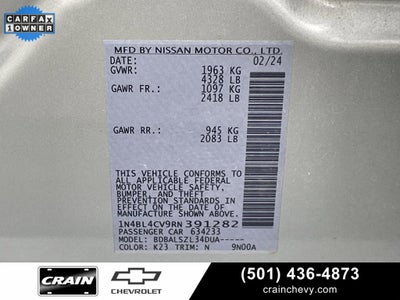 CARFAX
1 OWNER
MFD BY NISSAN MOTOR CO., LTD.
DATE: 02/24
GVWR: 1963 KG
4328 LB
GAWR FR.: 1097 KG
2418 LB
GAWR RR.: 945 KG
2083 LB
THIS VEHICLE CONFORMS TO
ALL APPLICABLE FEDERAL
MOTOR VEHICLE SAFETY,
BUMPER, AND THEFT
PREVENTION STANDARDS
IN EFFECT ON THE DATE OF
MANUFACTURE SHOWN ABOVE.
1N4BL4CV9RN391282
PASSENGER CAR 634233
MODEL: BDBALSZL34DUA-----
COLOR: K23 TRIM: N 9N00A
CRAIN
CHEVROLET
(501) 436-4873
crainchevy.com